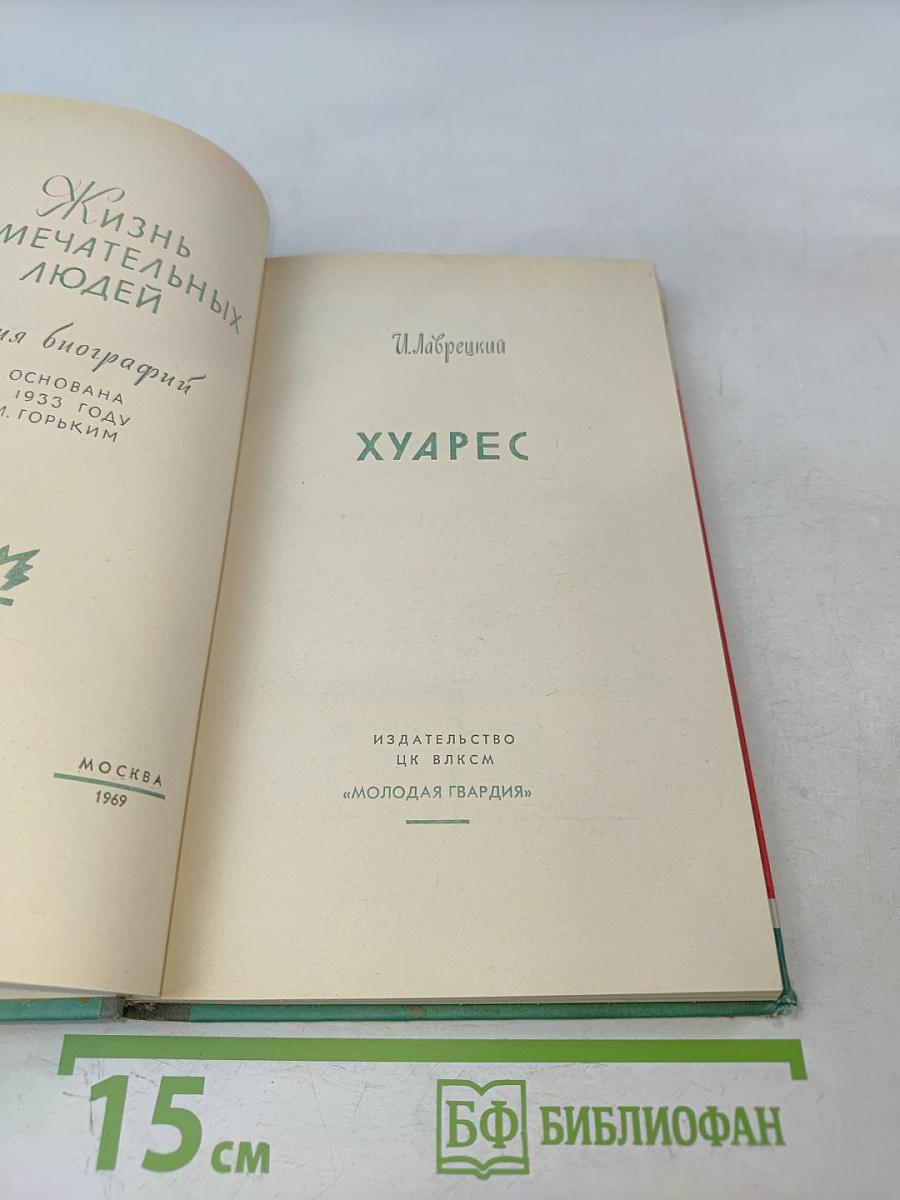 Жизнь
мечательных
людей
ия биографий
ОСНОВАНА
1933 ГОДУ
М. ГОРЬКИМ
МОСКВА
1969
И. Лаврецкий
ХУАРЕС
ИЗДАТЕЛЬСТВО
ЦК ВЛКСМ
«МОЛОДАЯ ГВАРДИЯ»
15 см
БФ БИБЛИОФАН